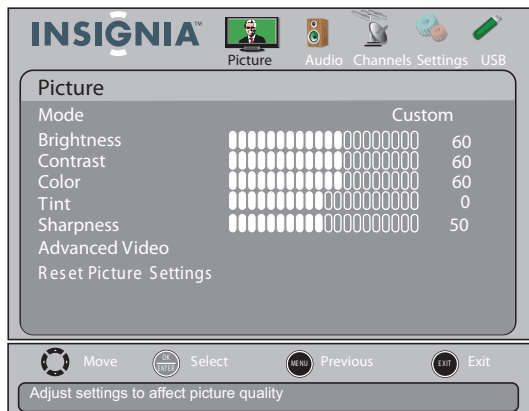 INSIGNIA™
Picture Audio Channels Settings USB
Picture
Mode Custom
Brightness 60
Contrast 60
Color 60
Tint 0
Sharpness 50
Advanced Video
Reset Picture Settings
Move OK ENTER Select MENU Previous EXIT Exit
Adjust settings to affect picture quality